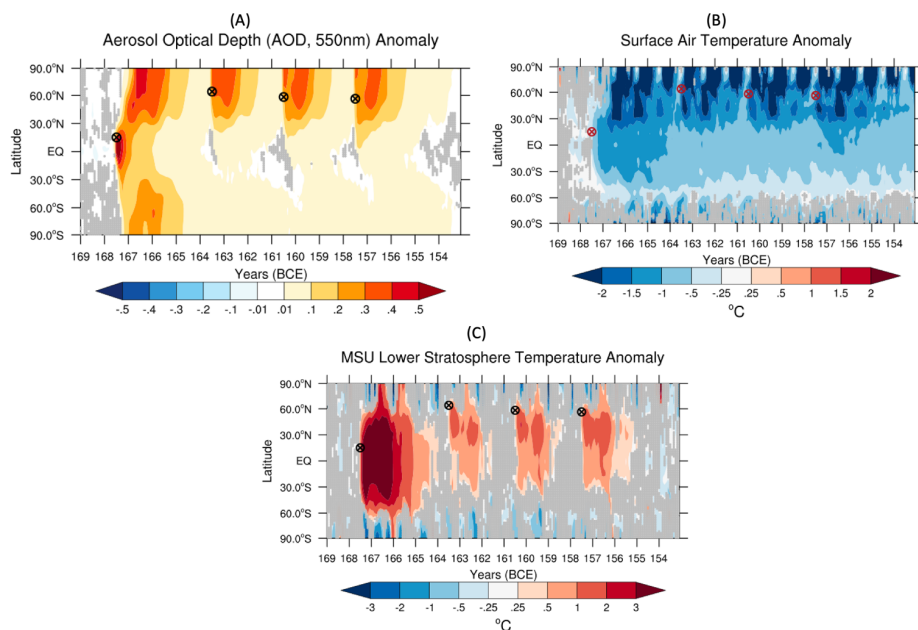 (A)
Aerosol Optical Depth (AOD, 550nm) Anomaly
90.0°N
60.0°N
30.0°N
EQ
30.0°S
60.0°S
90.0°S
Latitude
169 168 167 166 165 164 163 162 161 160 159 158 157 156 155 154
Years (BCE)
-.5 -.4 -.3 -.2 -.1 -.01 .01 .1 .2 .3 .4 .5
(B)
Surface Air Temperature Anomaly
90.0°N
60.0°N
30.0°N
EQ
30.0°S
60.0°S
90.0°S
Latitude
169 168 167 166 165 164 163 162 161 160 159 158 157 156 155 154
Years (BCE)
-2 -1.5 -1 -.5 -.25 .25 .5 1 1.5 2
°C
(C)
MSU Lower Stratosphere Temperature Anomaly
90.0°N
60.0°N
30.0°N
EQ
30.0°S
60.0°S
90.0°S
Latitude
169 168 167 166 165 164 163 162 161 160 159 158 157 156 155 154
Years (BCE)
-3 -2 -1 -.5 -.25 .25 .5 1 2 3
°C